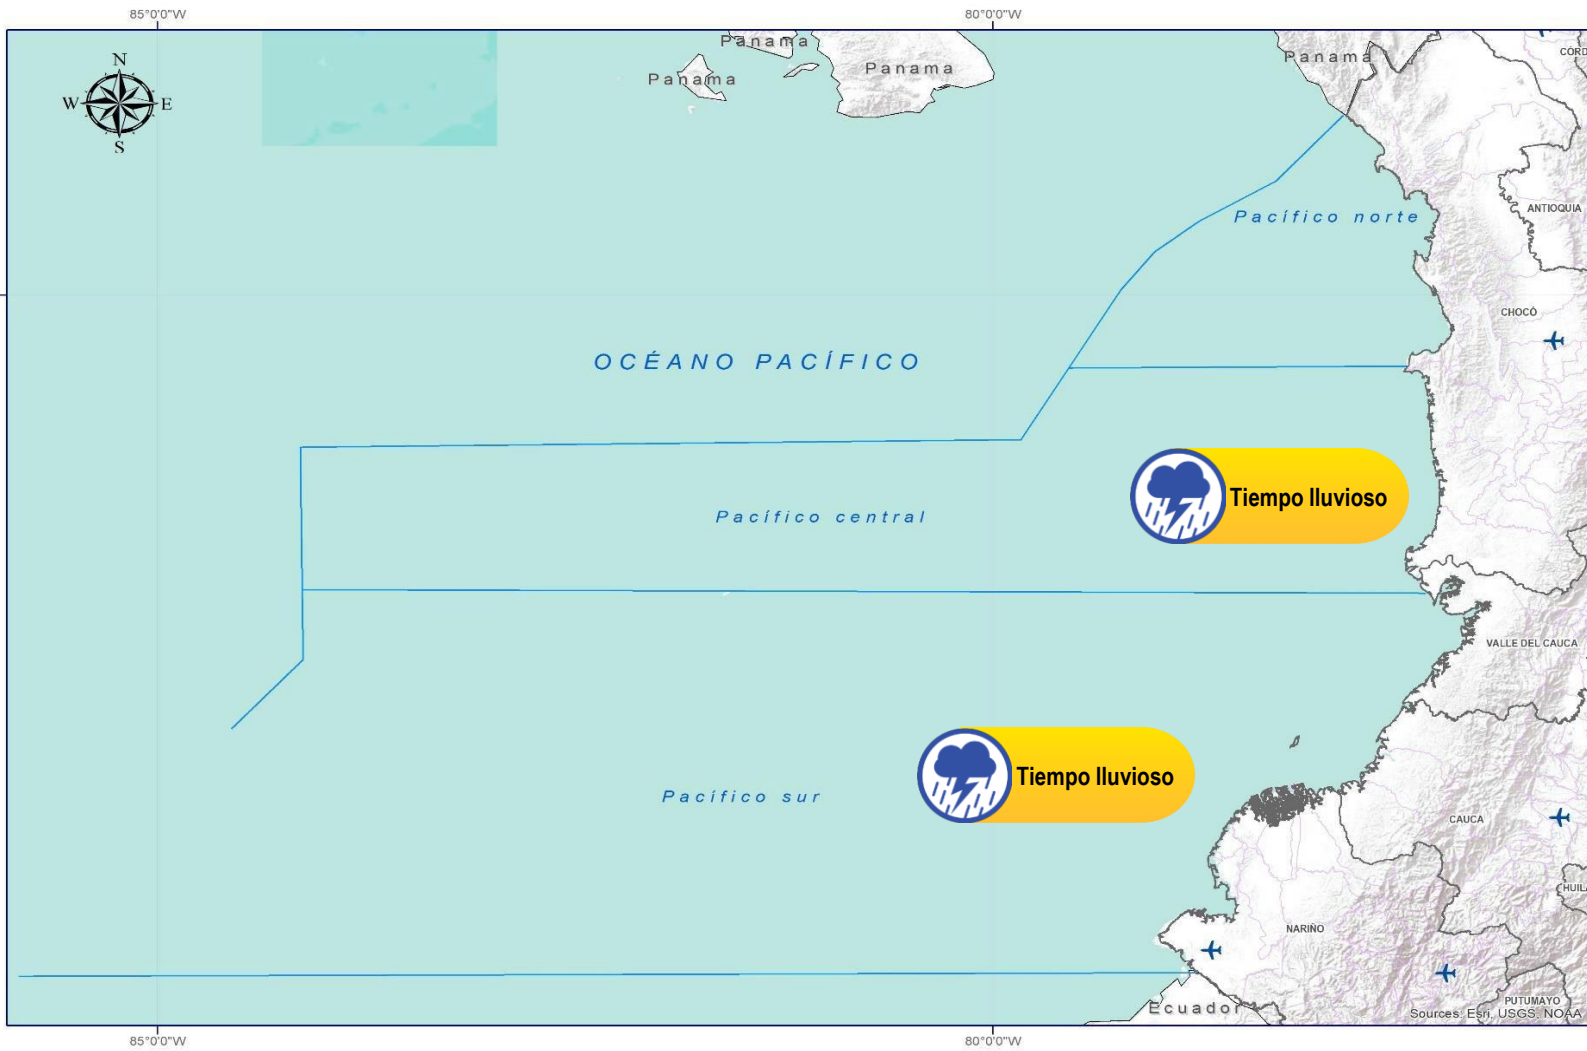 85°0'0"W
80°0'0"W
N
W
E
S
Panama
Panama
Panama
Panama
CORD
ANTIOQUIA
Pacífico norte
CHOCÓ
OCÉANO PACÍFICO
Tiempo lluvioso
Pacífico central
VALLE DEL CAUCA
Tiempo lluvioso
Pacífico sur
CAUCA
HUILA
NARIÑO
PUTUMAYO
Ecuador
Sources: Esri, USGS, NOAA
85°0'0"W
80°0'0"W